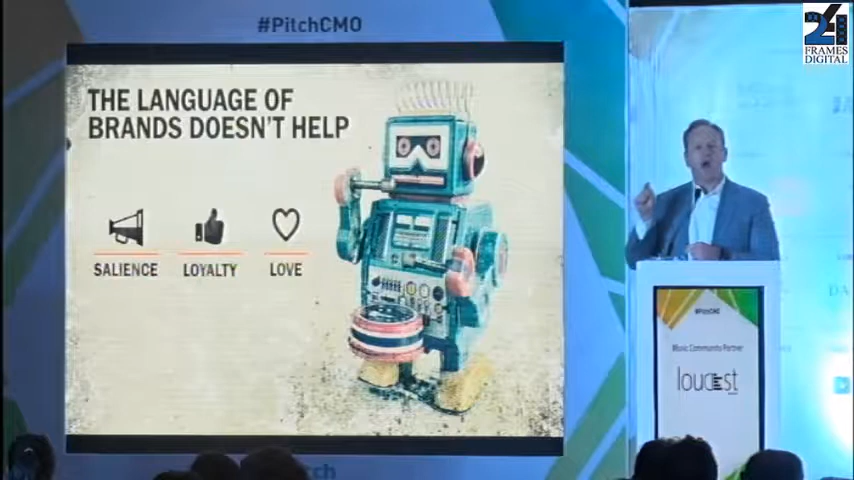 #PitchCMO
24
FRAMES
DIGITAL
THE LANGUAGE OF
BRANDS DOESN'T HELP
SALIENCE
LOYALTY
LOVE
#PitchCMO
Music Community Partner
loudest